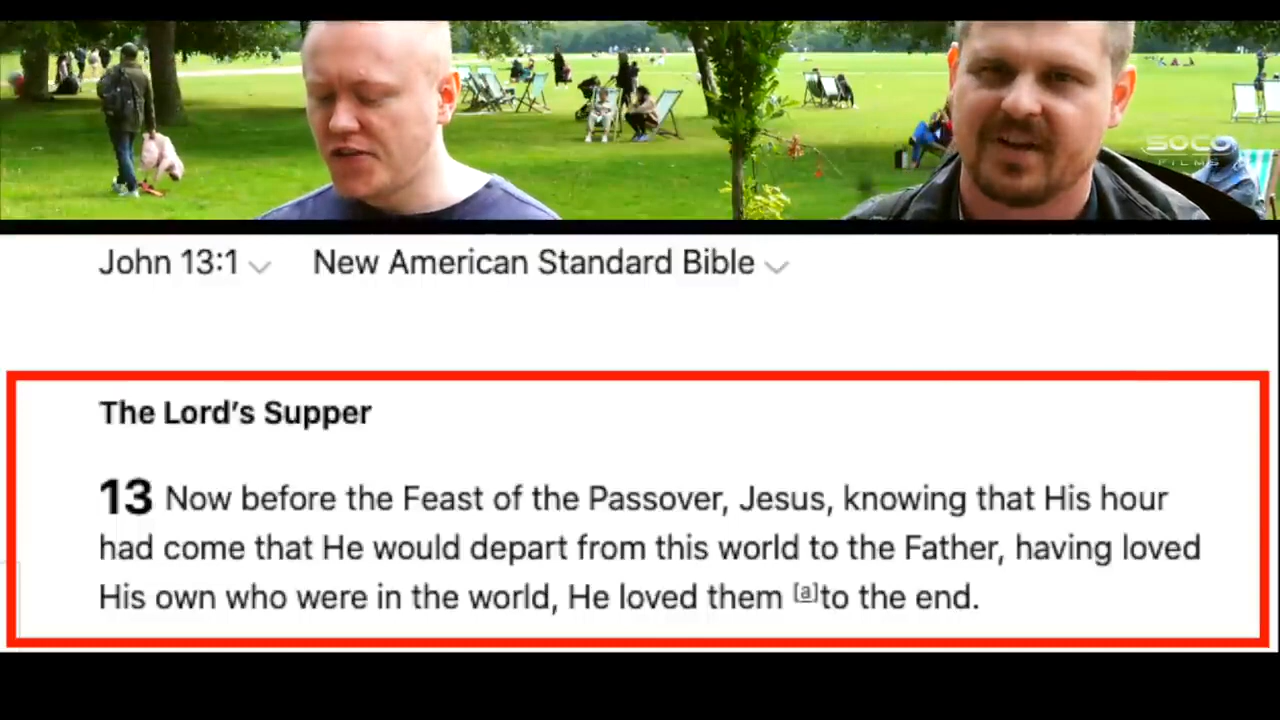 SOCO
FILMS
John 13:1 New American Standard Bible
The Lord's Supper
13 Now before the Feast of the Passover, Jesus, knowing that His hour
had come that He would depart from this world to the Father, having loved
His own who were in the world, He loved them [a]to the end.